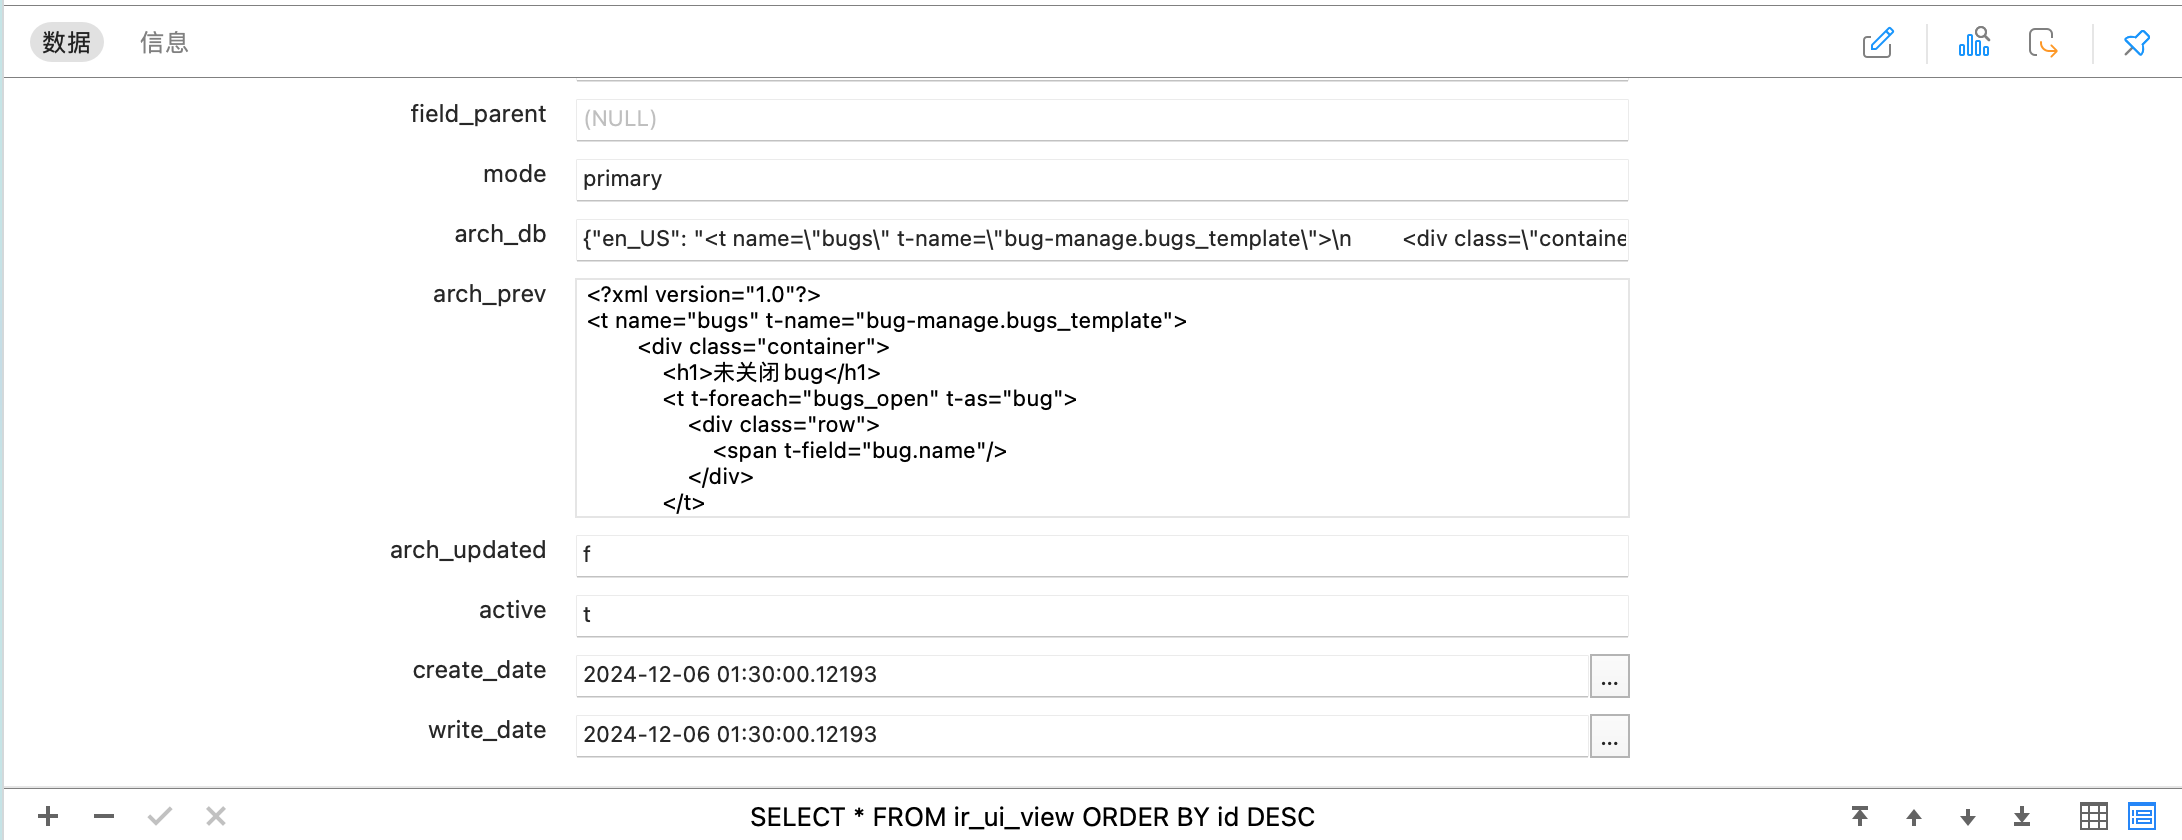 数据 信息
field_parent (NULL)
mode primary
arch_db {"en_US": "<t name=\"bugs\" t-name=\"bug-manage.bugs_template\">\n <div class=\"containe
arch_prev <?xml version="1.0"?>
<t name="bugs" t-name="bug-manage.bugs_template">
<div class="container">
<h1>未关闭bug</h1>
<t t-foreach="bugs_open" t-as="bug">
<div class="row">
<span t-field="bug.name"/>
</div>
</t>
arch_updated f
active t
create_date 2024-12-06 01:30:00.12193 ...
write_date 2024-12-06 01:30:00.12193 ...
SELECT * FROM ir_ui_view ORDER BY id DESC